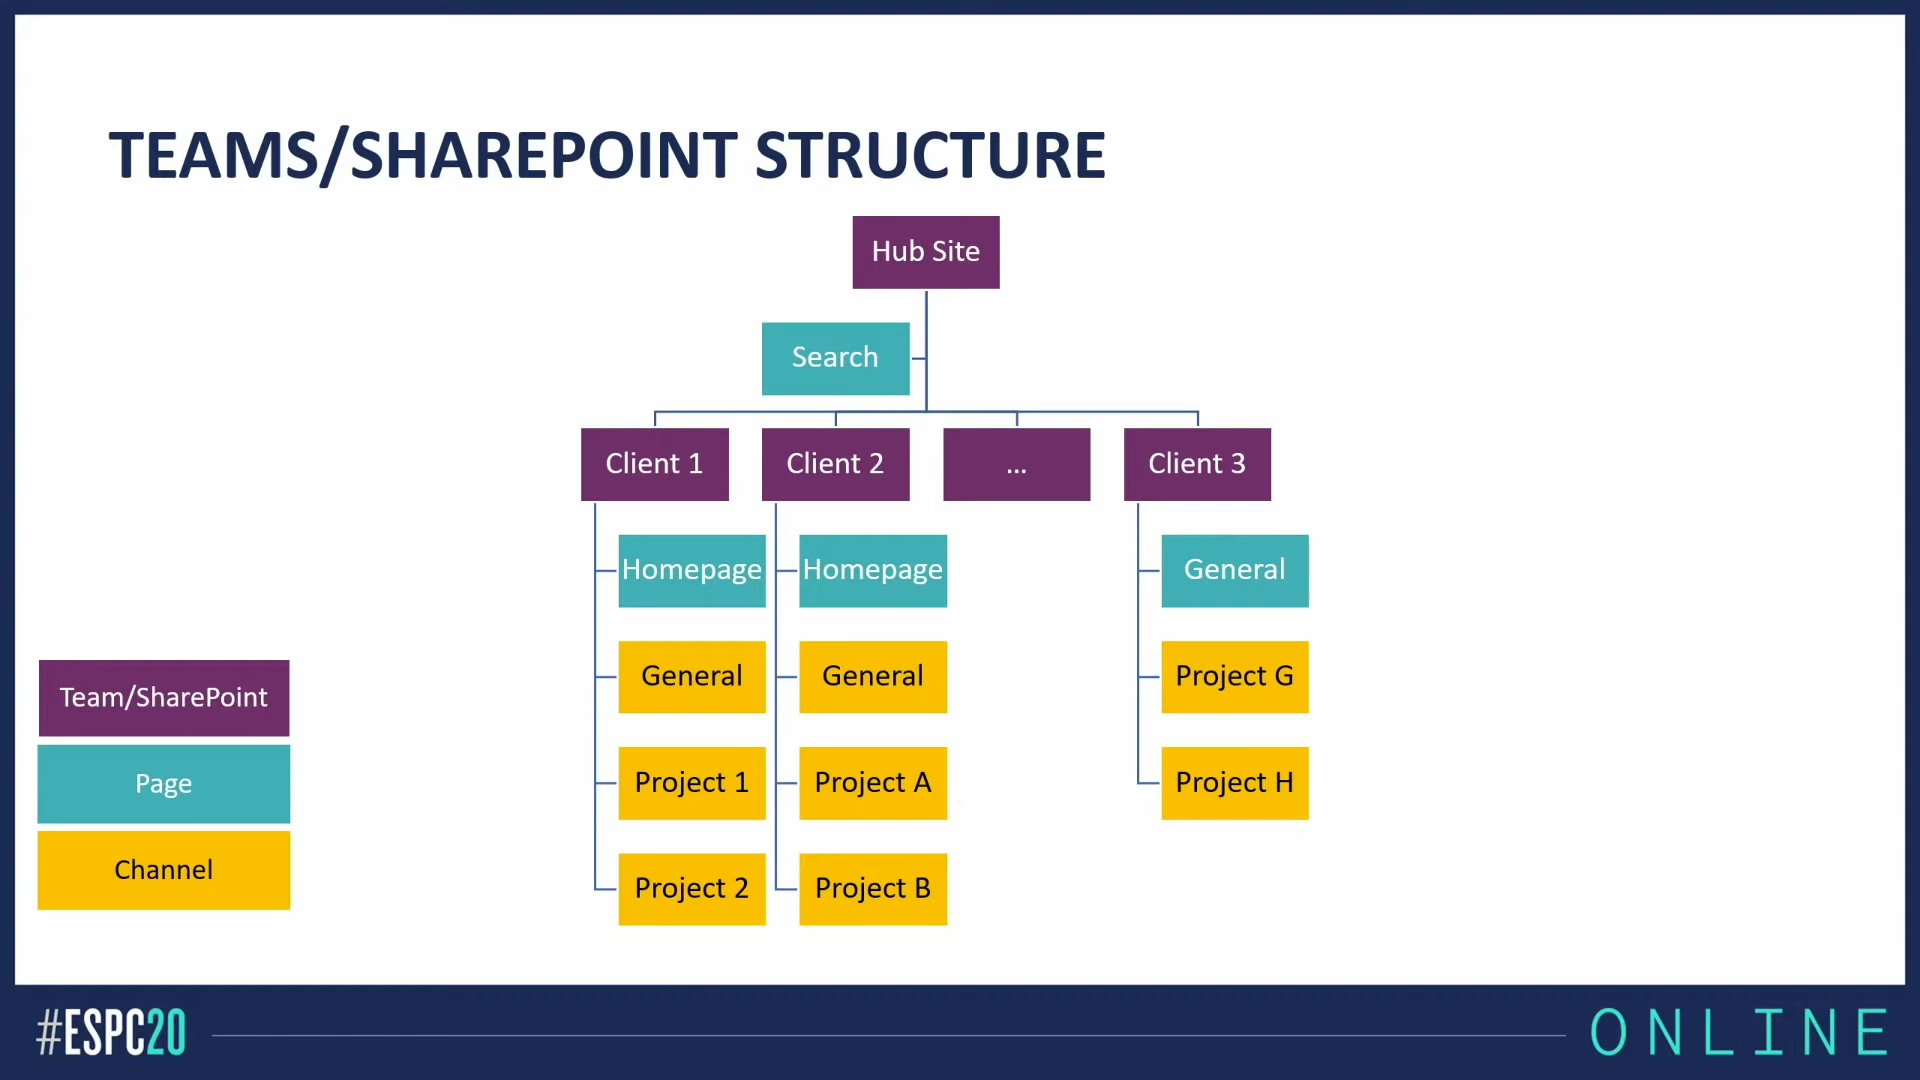 TEAMS/SHAREPOINT STRUCTURE
Hub Site
Search
Client 1
Client 2
...
Client 3
Homepage
Homepage
General
General
General
Project G
Project 1
Project A
Project H
Project 2
Project B
Team/SharePoint
Page
Channel
#ESPC20
ONLINE